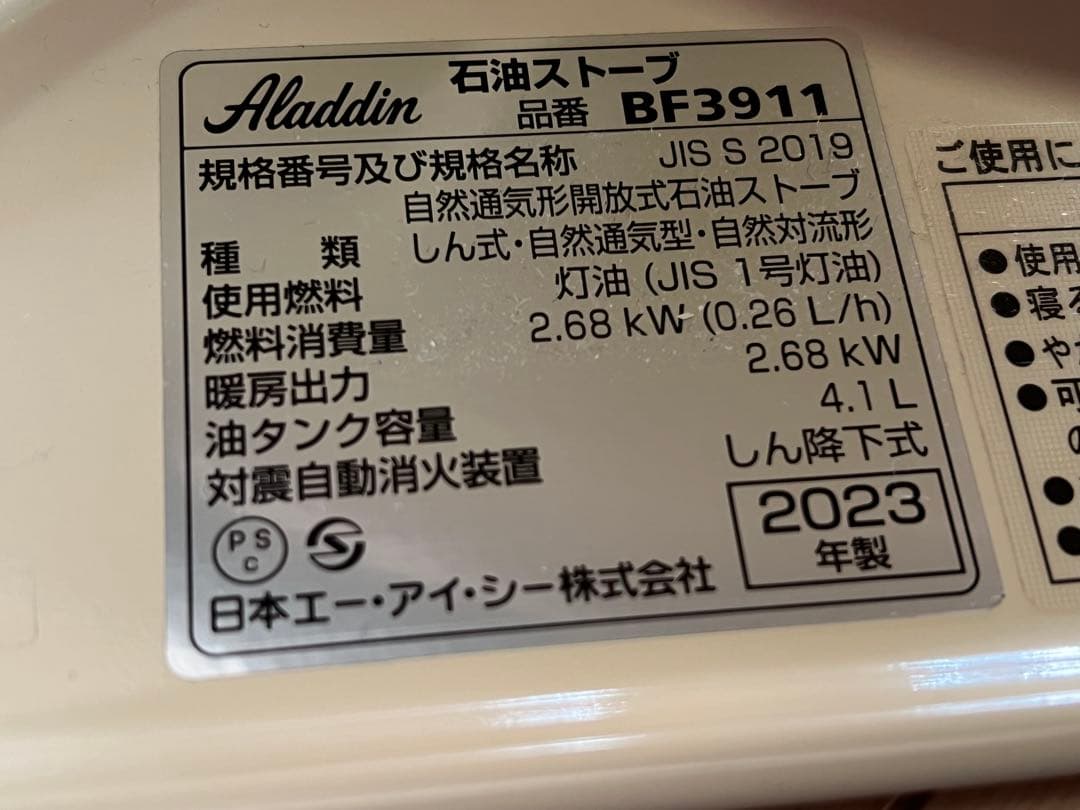 Aladdin 石油ストーブ
品番 BF3911
規格番号及び規格名称 JIS S 2019
自然通気形開放式石油ストーブ
種類 しん式・自然通気型・自然対流形
使用燃料 灯油 (JIS 1号灯油)
燃料消費量 2.68 kW (0.26 L/h)
暖房出力 2.68 kW
油タンク容量 4.1 L
対震自動消火装置 しん降下式
PS
C
2023
年製
日本エー・アイ・シー株式会社
ご使用に
●使用
●寝
●や
●可
の
●
●